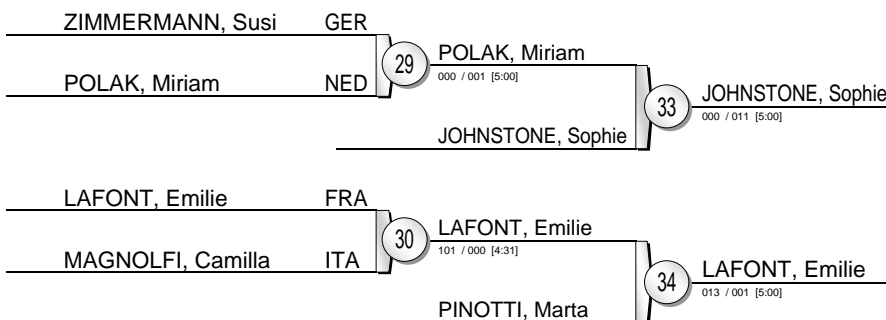 ZIMMERMANN, Susi GER
29
POLAK, Miriam
000 / 001 [5:00]
POLAK, Miriam NED
33
JOHNSTONE, Sophie
000 / 011 [5:00]
JOHNSTONE, Sophie
LAFONT, Emilie FRA
30
LAFONT, Emilie
101 / 000 [4:31]
MAGNOLFI, Camilla ITA
34
LAFONT, Emilie
013 / 001 [5:00]
PINOTTI, Marta